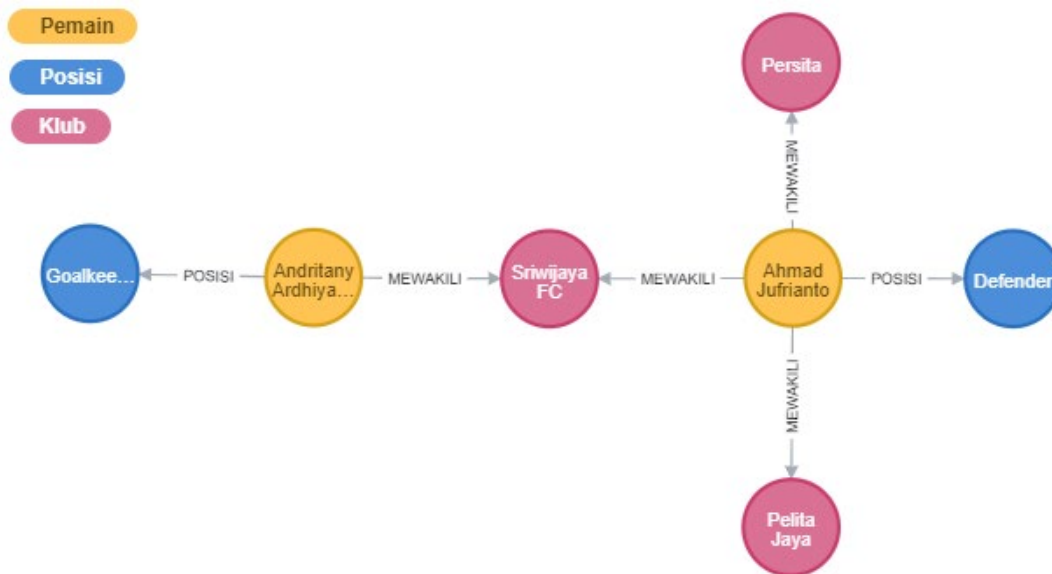 Pemain
Posisi
Klub
Persita
MEWAKILI
Goalkee...
POSISI
Andritany
Ardhiya...
MEWAKILI
Sriwijaya
FC
MEWAKILI
Ahmad
Jufrianto
POSISI
Defender
MEWAKILI
Pelita
Jaya